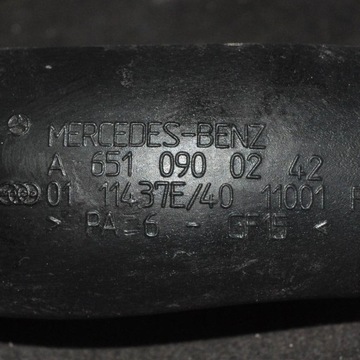 MERCEDES-BENZ
A 651 090 02 42
01 11437E/40 11001
> PA-6 - GF15 <